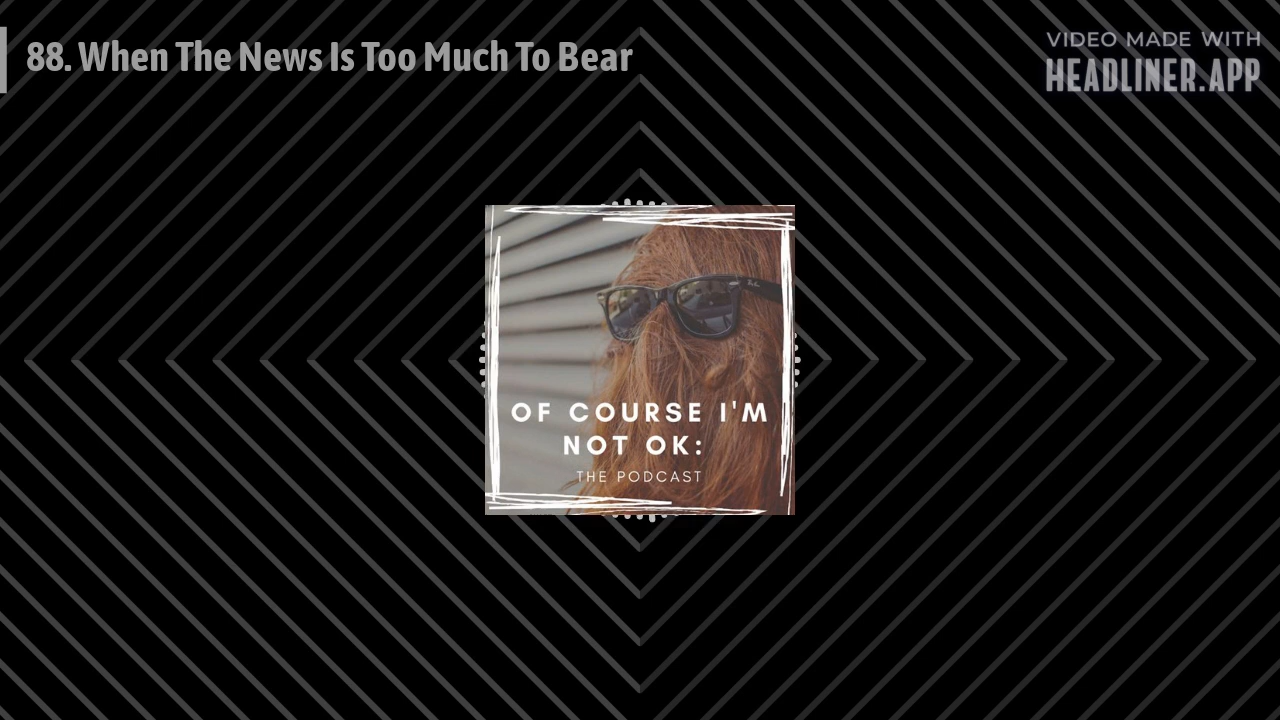 88. When The News Is Too Much To Bear
VIDEO MADE WITH
HEADLINER.APP
OF COURSE I'M
NOT OK:
THE PODCAST